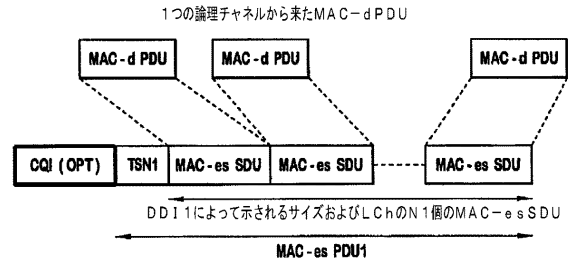 1つの論理チャネルから来たMAC-dPDU
MAC-d PDU MAC-d PDU MAC-d PDU
CQI (OPT) TSN1 MAC-es SDU MAC-es SDU MAC-es SDU
DDI1によって示されるサイズおよびLChのN1個のMAC-esSDU
MAC-es PDU1